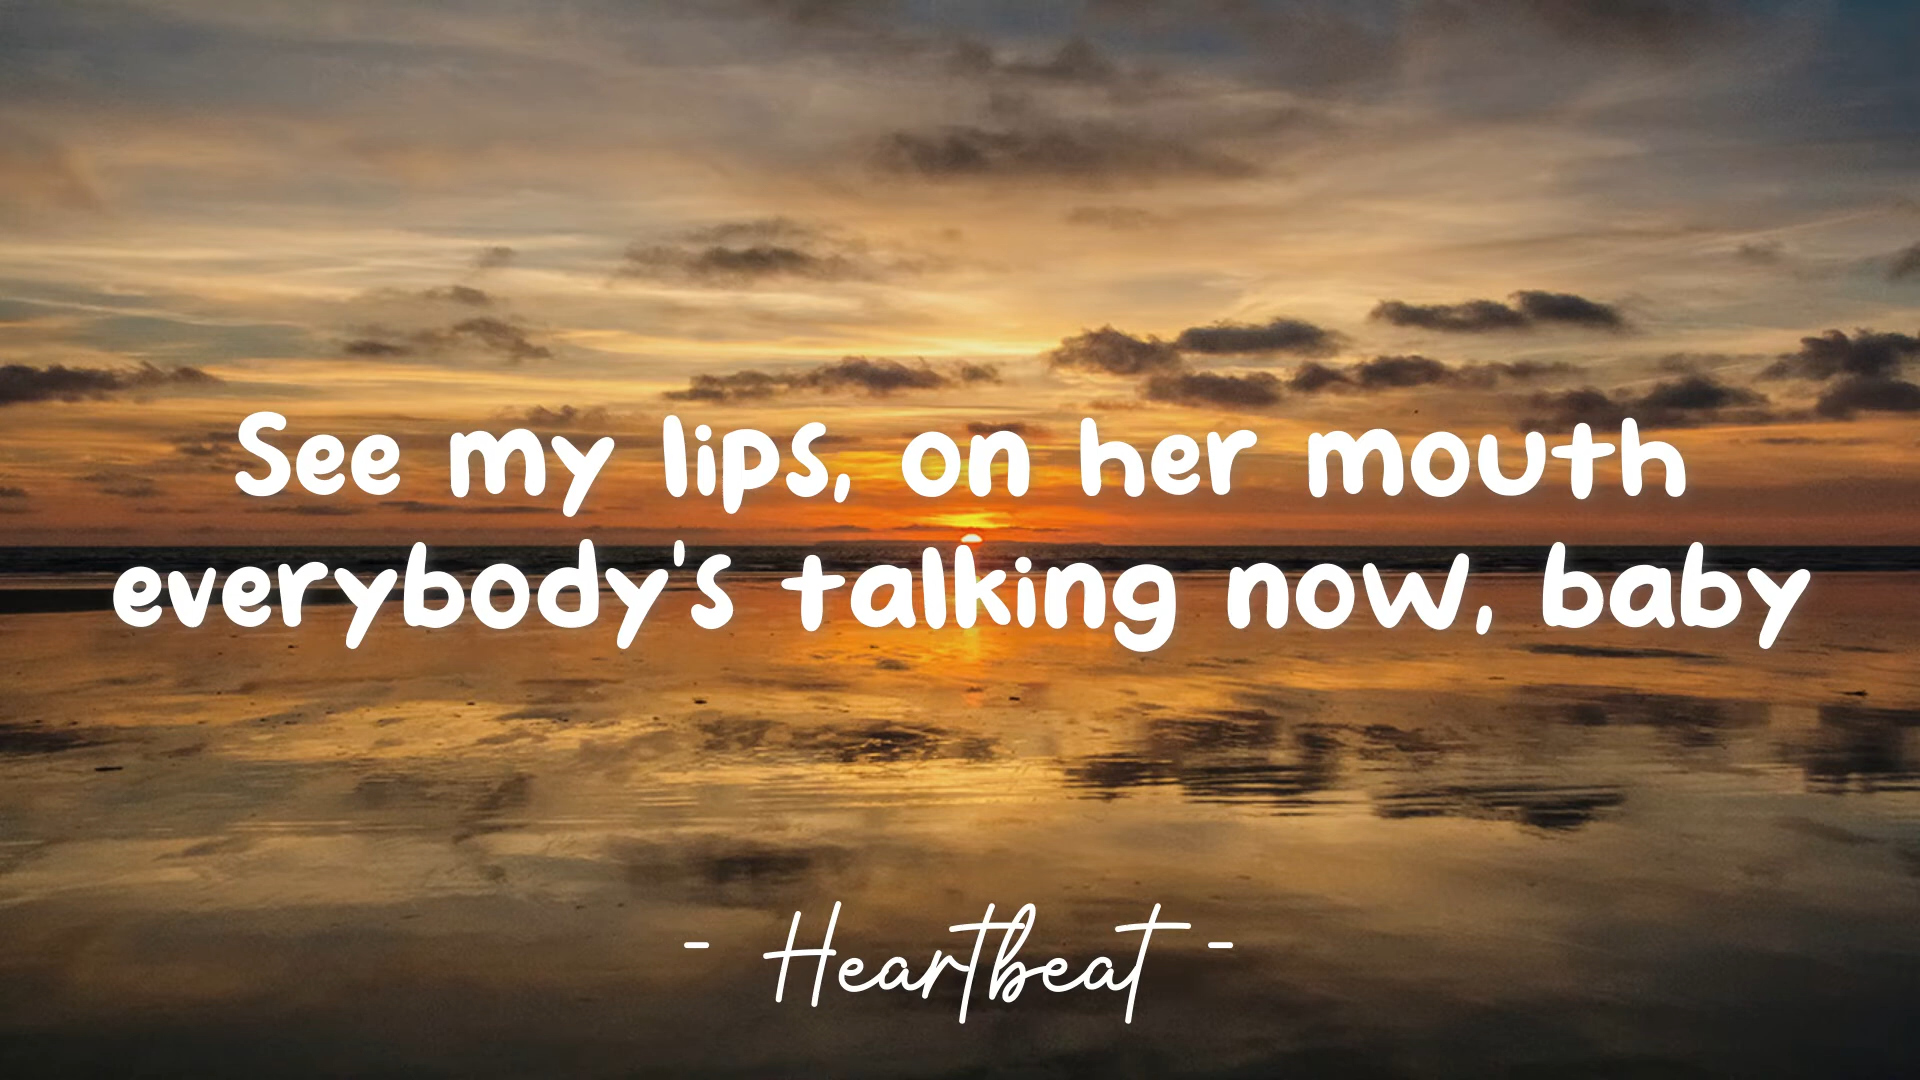 See my lips, on her mouth
everybody's talking now, baby
- Heartbeat -